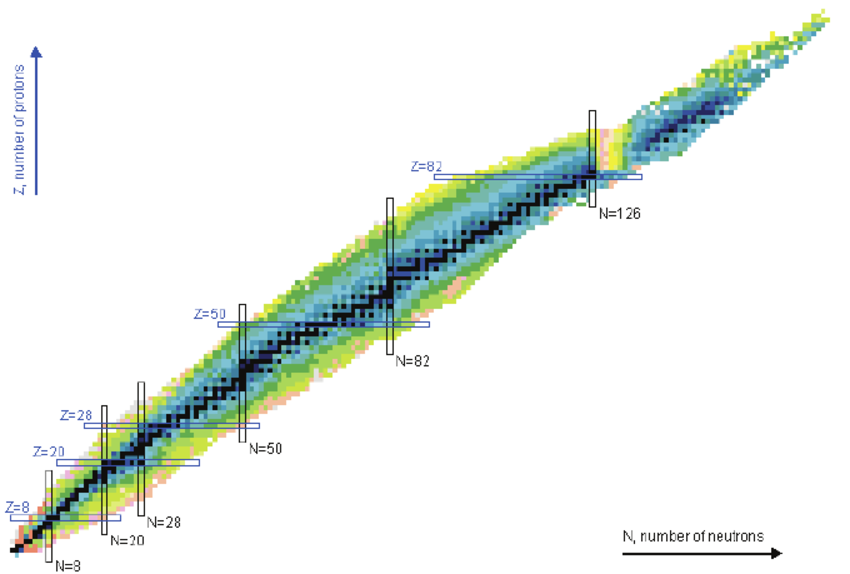 Z, number of protons
Z=82
N=126
Z=50
N=82
Z=28
N=50
Z=20
Z=8
N=28
N=20
N=8
N, number of neutrons